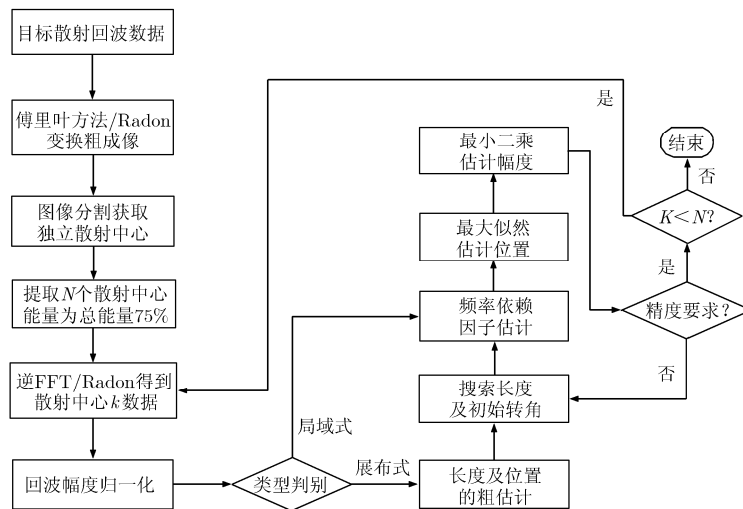 目标散射回波数据
傅里叶方法/Radon
变换粗成像
图像分割获取
独立散射中心
提取N个散射中心
能量为总能量75%
逆FFT/Radon得到
散射中心k数据
回波幅度归一化
类型判别
局域式
展布式
长度及位置
的粗估计
搜索长度
及初始转角
频率依赖
因子估计
最大似然
估计位置
最小二乘
估计幅度
精度要求?
否
是
K<N?
是
否
结束